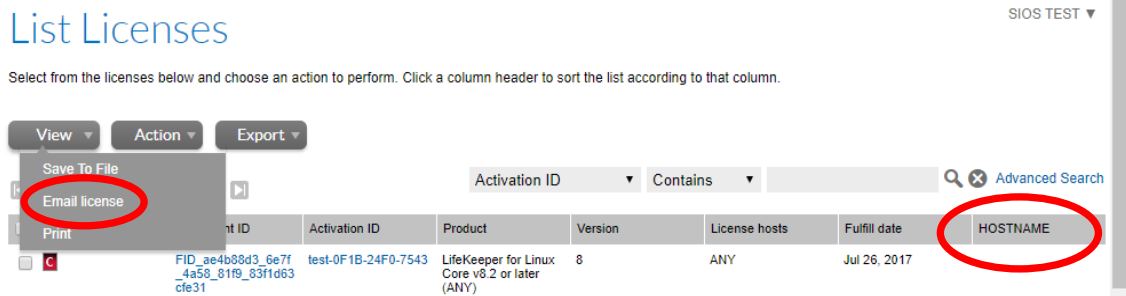 SIOS TEST ▼
List Licenses
Select from the licenses below and choose an action to perform. Click a column header to sort the list according to that column.
View Action Export
Save To File
Email license
Print
Activation ID Contains Advanced Search
nt ID Activation ID Product Version License hosts Fulfill date HOSTNAME
C FID_ae4b88d3_6e7f test-0F1B-24F0-7543 LifeKeeper for Linux 8 ANY Jul 26, 2017
_4a58_81f9_83f1d63 Core v8.2 or later
cfe31 (ANY)